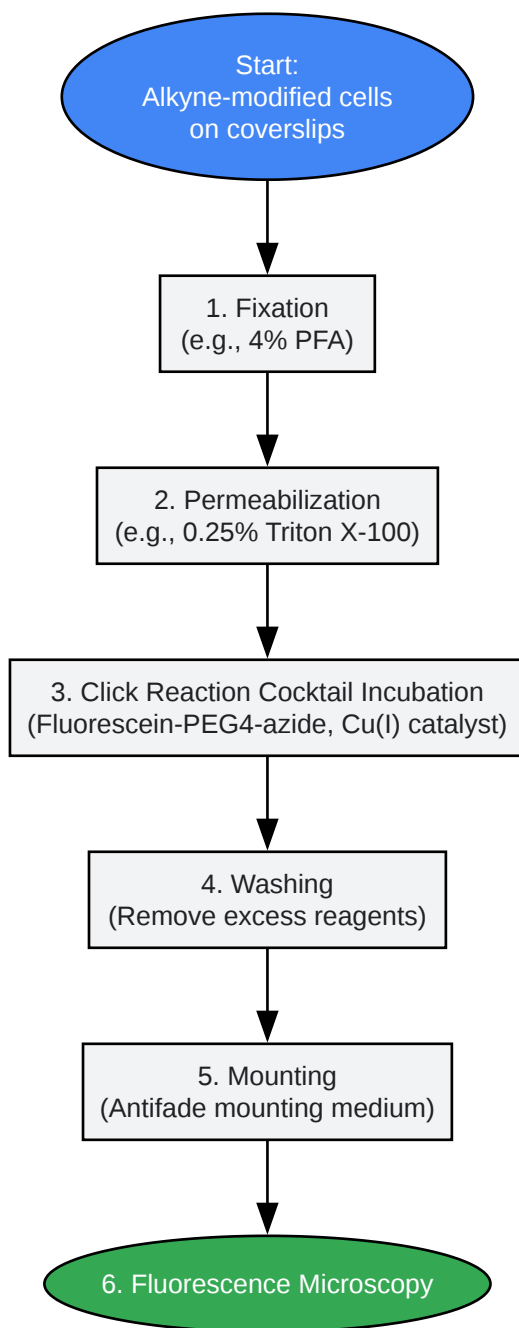 Start:
Alkyne-modified cells
on coverslips
1. Fixation
(e.g., 4% PFA)
2. Permeabilization
(e.g., 0.25% Triton X-100)
3. Click Reaction Cocktail Incubation
(Fluorescein-PEG4-azide, Cu(I) catalyst)
4. Washing
(Remove excess reagents)
5. Mounting
(Antifade mounting medium)
6. Fluorescence Microscopy